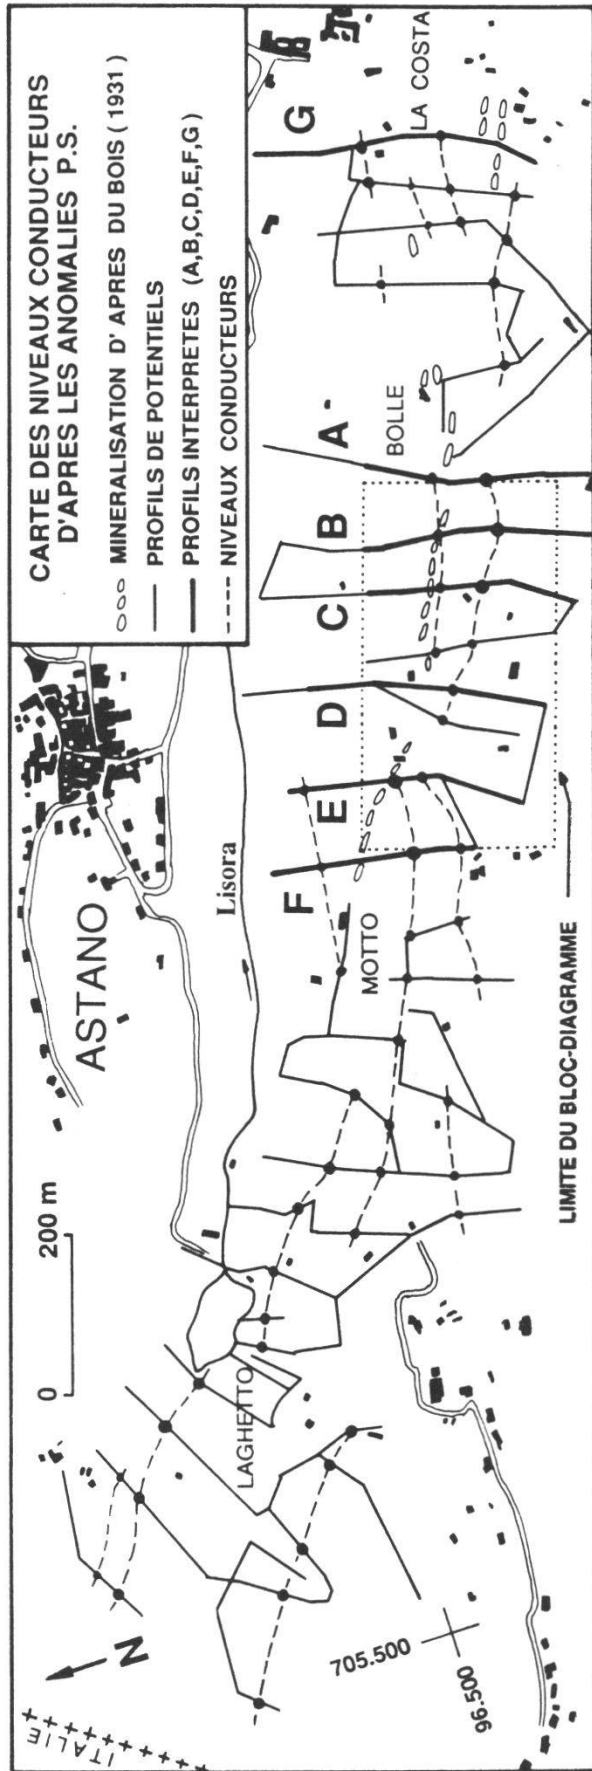 CARTE DES NIVEAUX CONDUCTEURS
D'APRES LES ANOMALIES P.S.
MINERALISATION D' APRES DU BOIS (1931)
PROFILS DE POTENTIELS
PROFILS INTERPRETES (A,B,C,D,E,F,G)
NIVEAUX CONDUCTEURS
ITALIE
N
0 200 m
ASTANO
Lisora
LAGHETTO
MOTTO
F
E
D
C
B
A
G
BOLLE
LA COSTA
705.500
96.500
LIMITE DU BLOC-DIAGRAMME